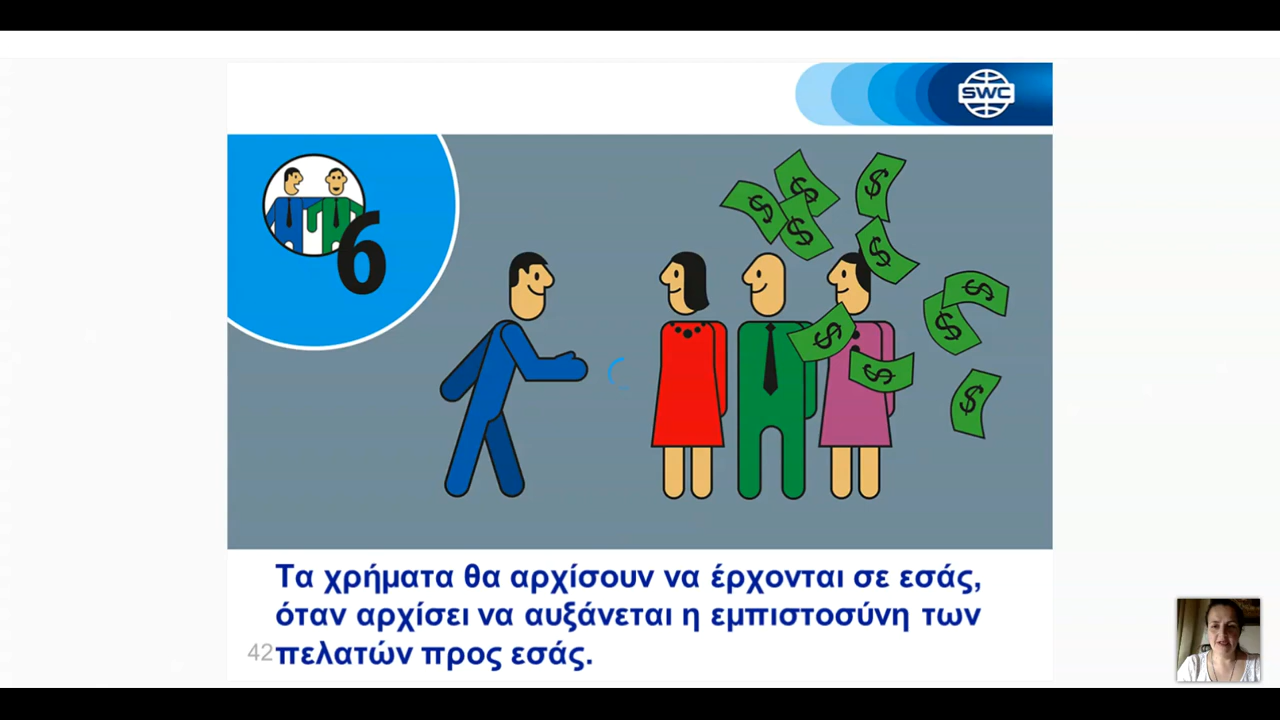 SWC
6
$ $ $ $ $ $ $ $ $ $
Τα χρήματα θα αρχίσουν να έρχονται σε εσάς,
όταν αρχίσει να αυξάνεται η εμπιστοσύνη των
42 πελατών προς εσάς.